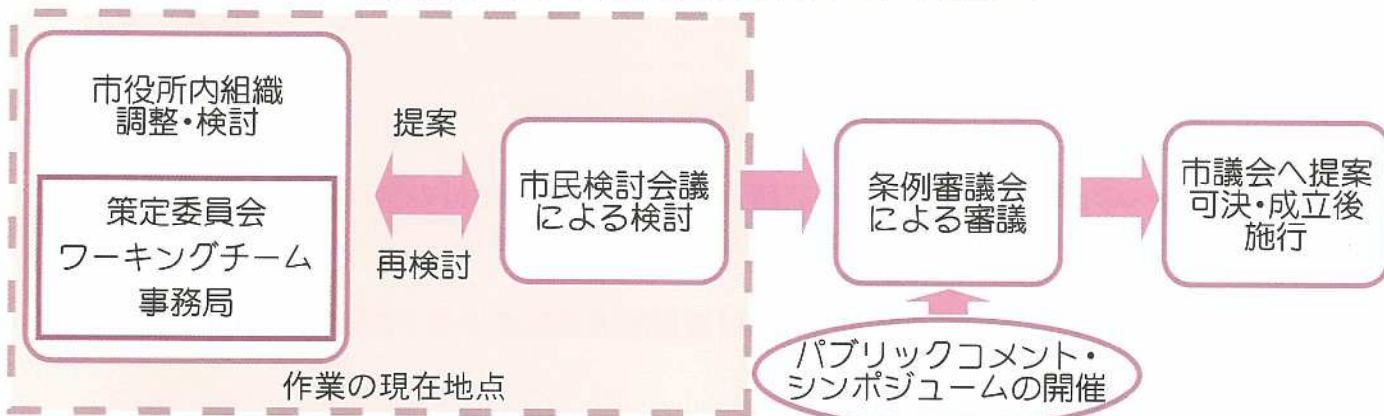 市役所内組織
調整・検討
策定委員会
ワーキングチーム
事務局
提案
再検討
市民検討会議
による検討
作業の現在地点
条例審議会
による審議
パブリックコメント・
シンポジュームの開催
市議会へ提案
可決・成立後
施行